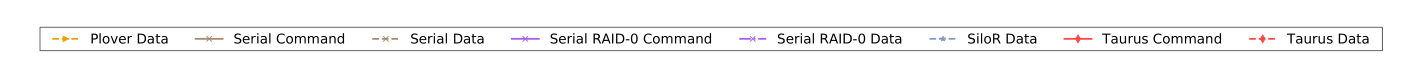 Plover Data Serial Command Serial Data Serial RAID-0 Command Serial RAID-0 Data SiloR Data Taurus Command Taurus Data